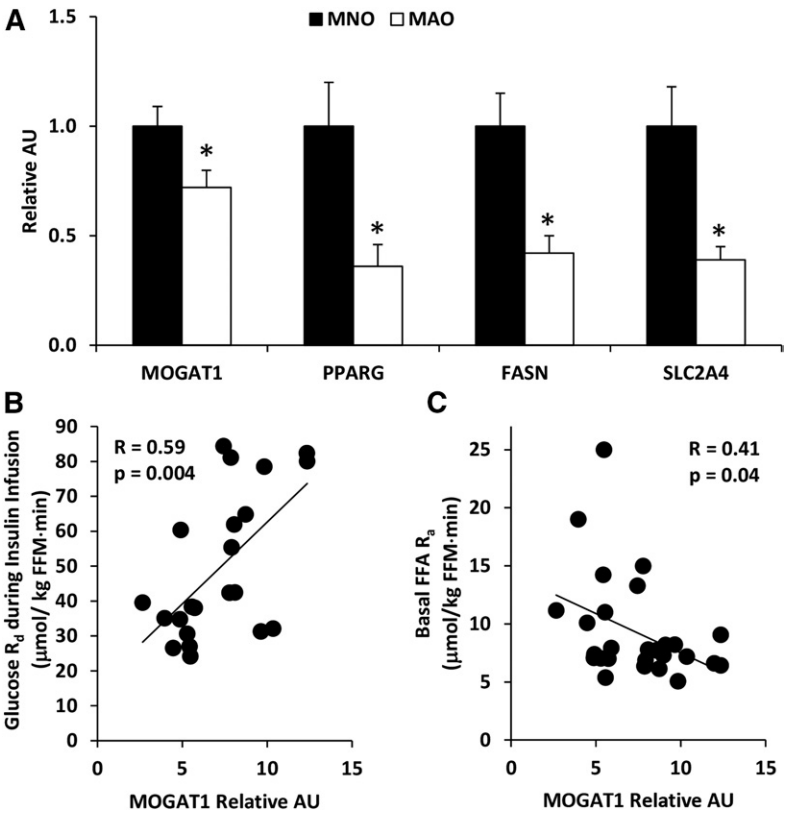 A
MNO MAO
1.5
1.0
0.5
0.0
Relative AU
* * * *
MOGAT1 PPARG FASN SLC2A4
B
Glucose Rd during Insulin Infusion
(µmol/ kg FFM·min)
R = 0.59
p = 0.004
90
80
70
60
50
40
30
20
10
0
0 5 10 15
MOGAT1 Relative AU
C
Basal FFA Ra
(µmol/kg FFM·min)
R = 0.41
p = 0.04
25
20
15
10
5
0
0 5 10 15
MOGAT1 Relative AU